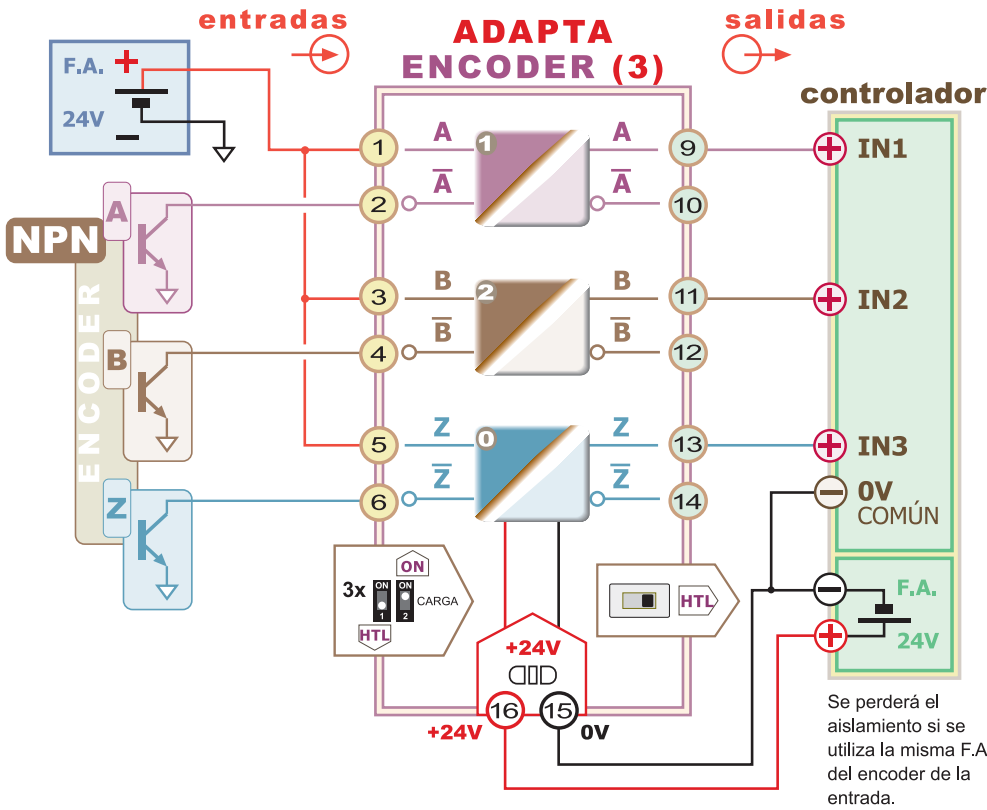 entradas
salidas
ADAPTA
ENCODER (3)
F.A. +
24V
−
controlador
1
A
1
A
9
+ IN1
2
A̅
A̅
10
A
NPN
ENCODER
3
B
2
B
11
+ IN2
4
B̅
B̅
12
B
5
Z
0
Z
13
+ IN3
6
Z̅
Z̅
14
− 0V
COMÚN
Z
ON
3x
ON
ON
CARGA
1
2
HTL
HTL
− F.A.
+ 24V
+24V
16
15
+24V
0V
Se perderá el
aislamiento si se
utiliza la misma F.A
del encoder de la
entrada.